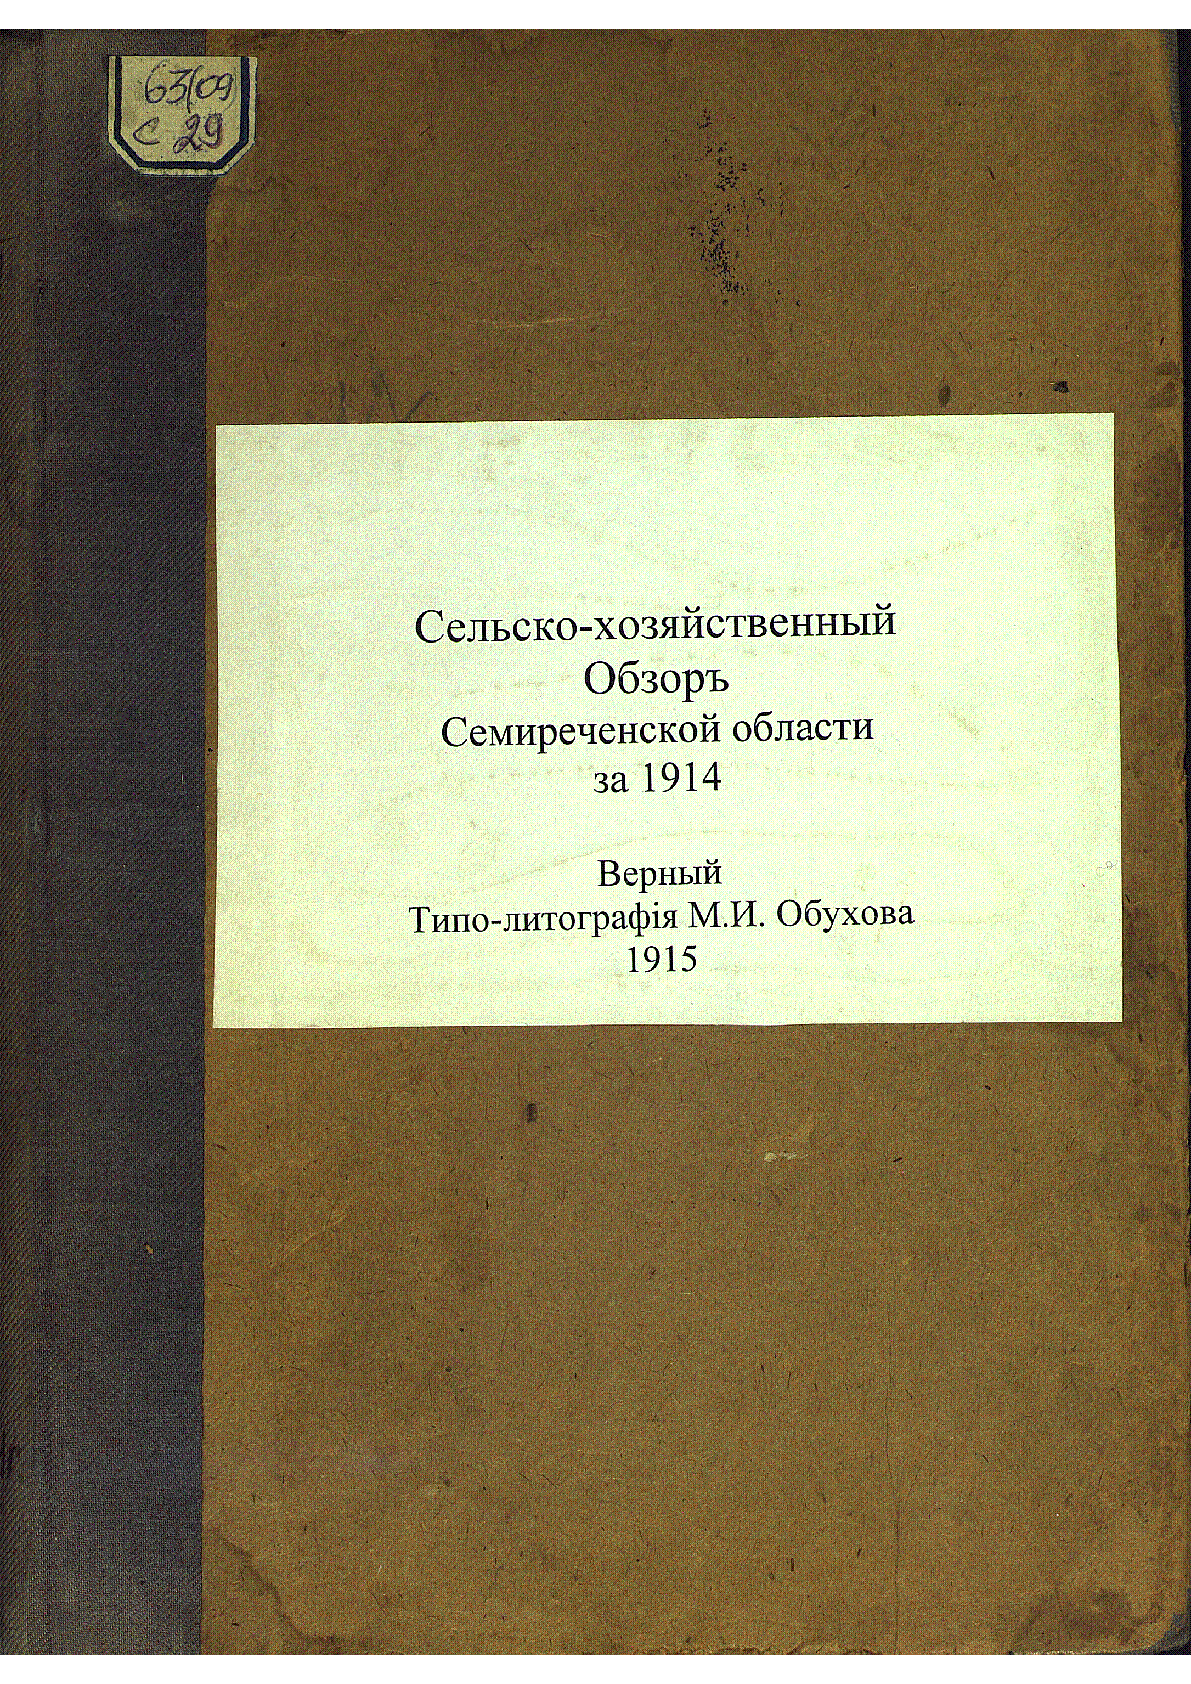 63(09
С 29
Сельско-хозяйственный
Обзоръ
Семиреченской области
за 1914
Верный
Типо-литографія М.И. Обухова
1915